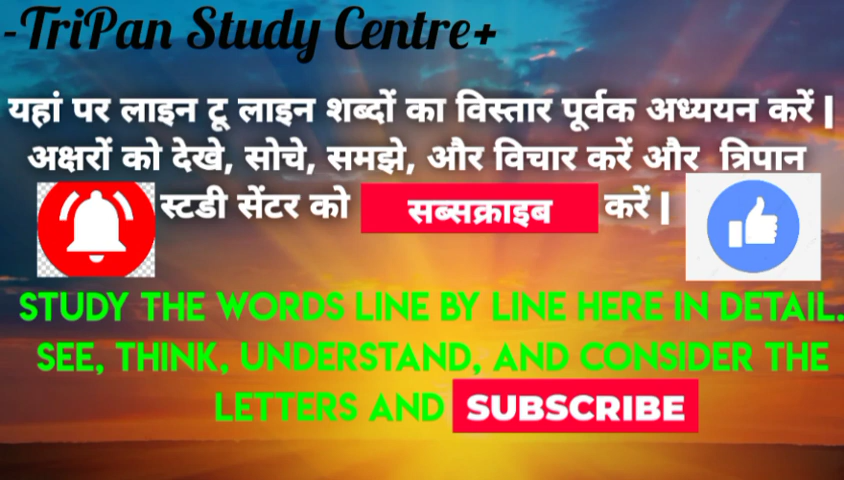 -TriPan Study Centre+
यहां पर लाइन टू लाइन शब्दों का विस्तार पूर्वक अध्ययन करें |
अक्षरों को देखे, सोचे, समझे, और विचार करें और त्रिपान
स्टडी सेंटर को सब्सक्राइब करें |
STUDY THE WORDS LINE BY LINE HERE IN DETAIL.
SEE, THINK, UNDERSTAND, AND CONSIDER THE
LETTERS AND SUBSCRIBE